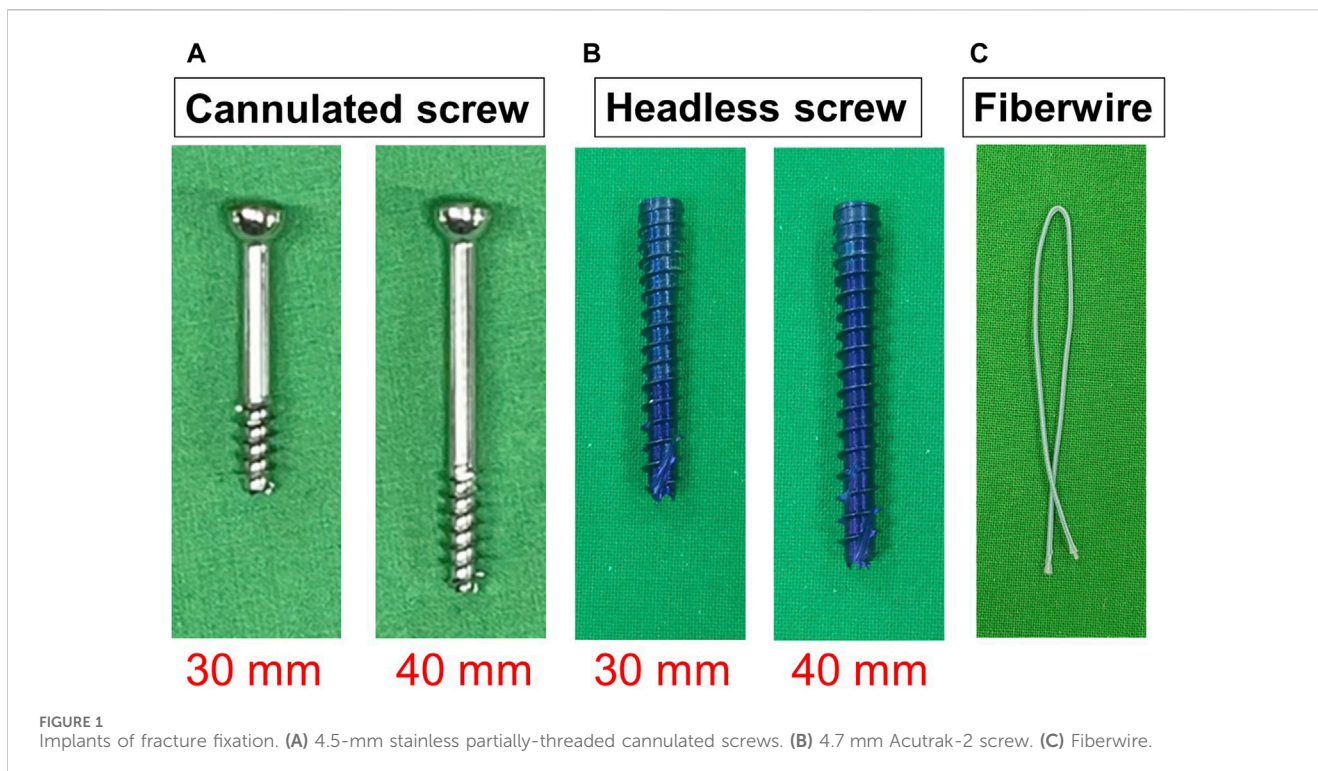 A
B
C
Cannulated screw
Headless screw
Fiberwire
30 mm
40 mm
30 mm
40 mm
FIGURE 1
Implants of fracture fixation. (A) 4.5-mm stainless partially-threaded cannulated screws. (B) 4.7 mm Acutrak-2 screw. (C) Fiberwire.